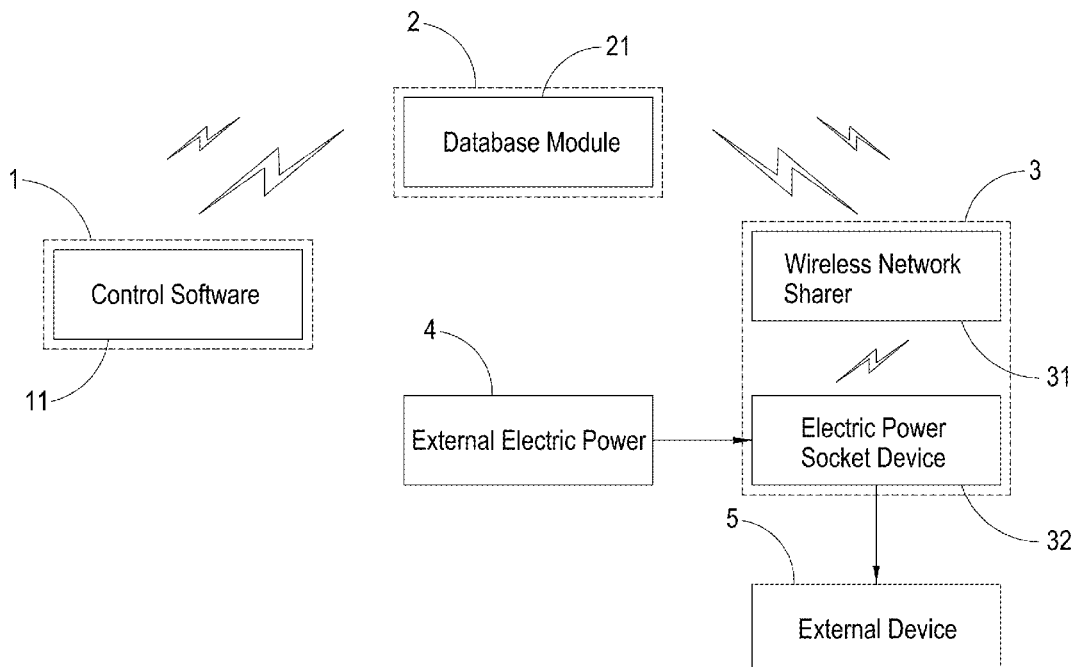 2
21
Database Module
1
3
Control Software
Wireless Network
Sharer
4
11
31
External Electric Power
Electric Power
Socket Device
5
32
External Device